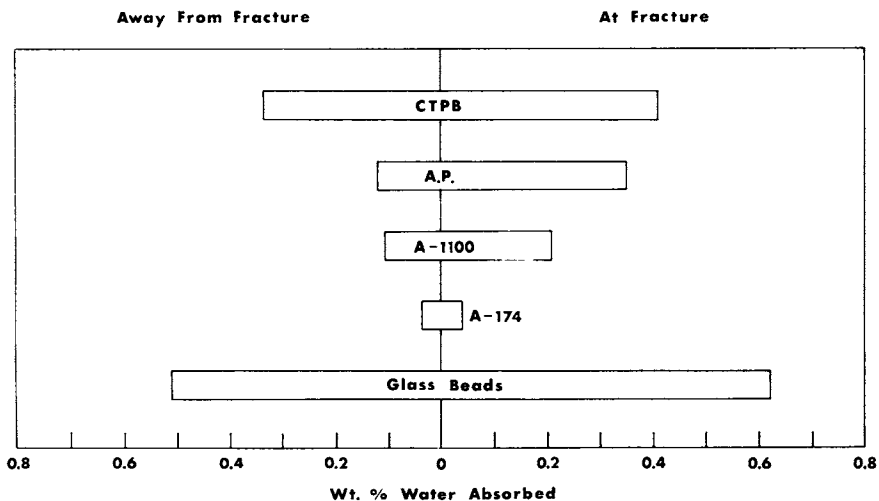 Away From Fracture At Fracture
CTPB
A.P.
A-1100
A-174
Glass Beads
0.8 0.6 0.4 0.2 0 0.2 0.4 0.6 0.8
Wt. % Water Absorbed